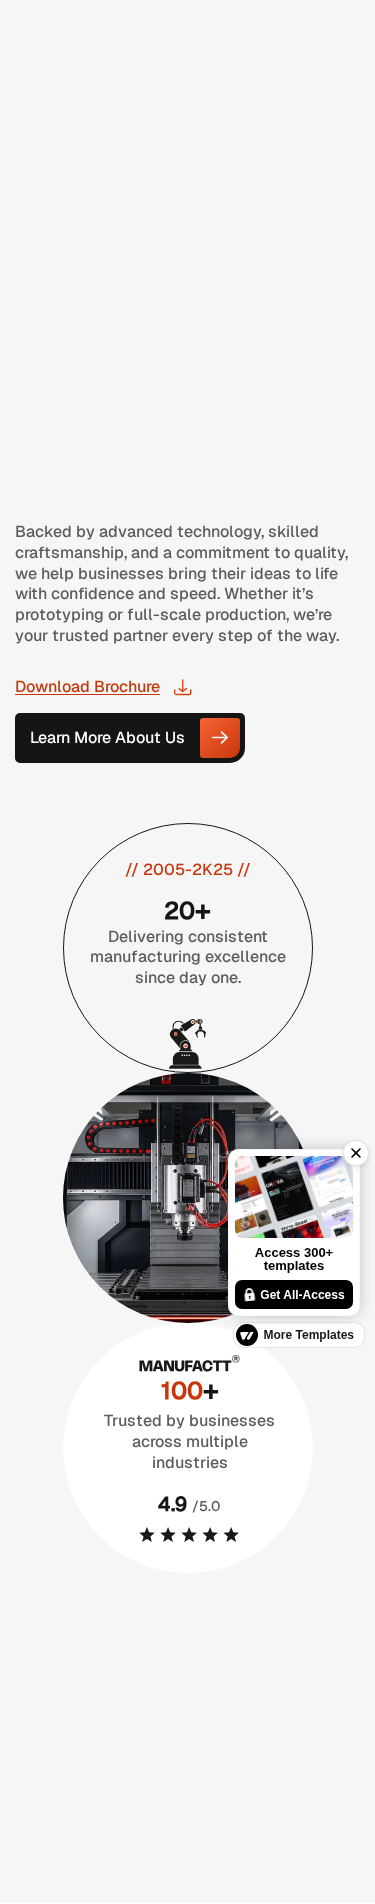 Backed by advanced technology, skilled
craftsmanship, and a commitment to quality,
we help businesses bring their ideas to life
with confidence and speed. Whether it’s
prototyping or full-scale production, we’re
your trusted partner every step of the way.
Download Brochure
Learn More About Us
// 2005-2K25 //
20+
Delivering consistent
manufacturing excellence
since day one.
Access 300+
templates
Get All-Access
More Templates
MANUFACTT®
100+
Trusted by businesses
across multiple
industries
4.9 /5.0